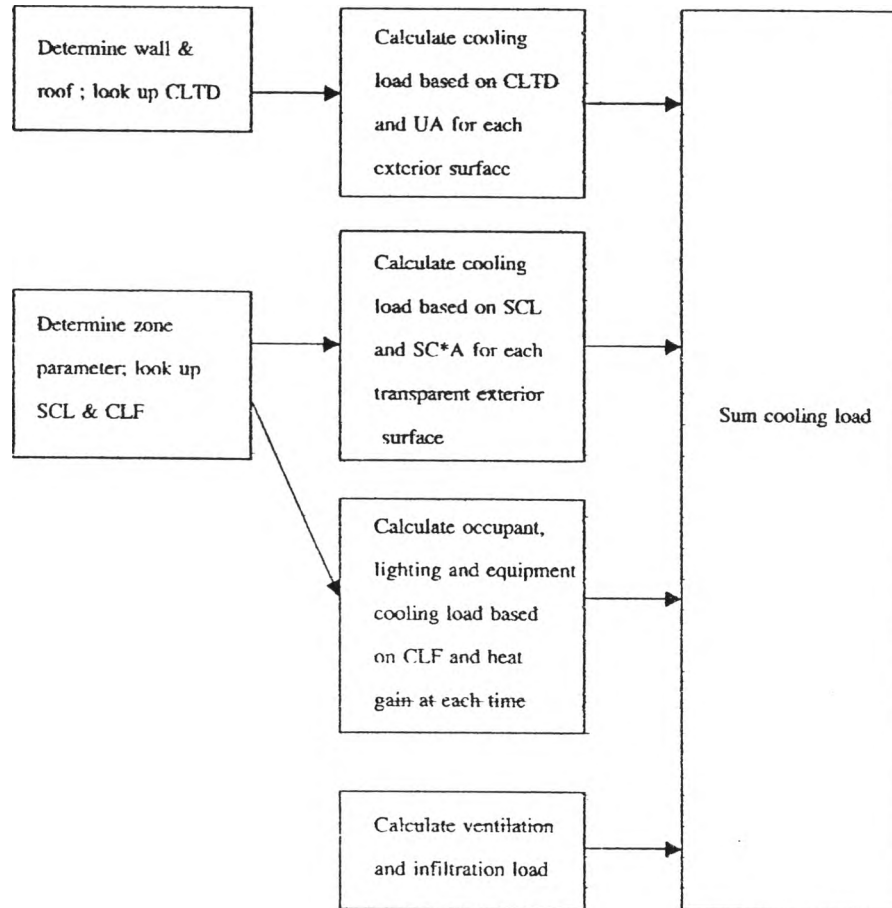 Determine wall &
roof ; look up CLTD
Calculate cooling
load based on CLTD
and UA for each
exterior surface
Determine zone
parameter; look up
SCL & CLF
Calculate cooling
load based on SCL
and SC*A for each
transparent exterior
surface
Calculate occupant,
lighting and equipment
cooling load based
on CLF and heat
gain at each time
Calculate ventilation
and infiltration load
Sum cooling load